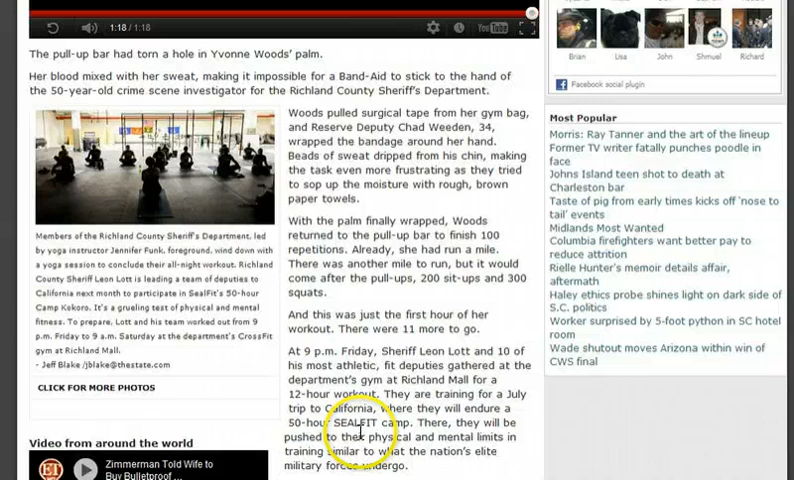 1:18 / 1:18
YouTube
The pull-up bar had torn a hole in Yvonne Woods' palm.
Her blood mixed with her sweat, making it impossible for a Band-Aid to stick to the hand of
the 50-year-old crime scene investigator for the Richland County Sheriff's Department.
Members of the Richland County Sheriff's Department, led
by yoga instructor Jennifer Funk, foreground, wind down with
a yoga session to conclude their all-night workout. Richland
County Sheriff Leon Lott is leading a team of deputies to
California next month to participate in SealFit's 50-hour
Camp Kokoro. It's a grueling test of physical and mental
fitness. To prepare, Lott and his team worked out from 9
p.m. Friday to 9 a.m. Saturday at the department's CrossFit
gym at Richland Mall.
- Jeff Blake /jblake@thestate.com
CLICK FOR MORE PHOTOS
Video from around the world
ET
Zimmerman Told Wife to
Buy Bulletproof ...
Woods pulled surgical tape from her gym bag,
and Reserve Deputy Chad Weeden, 34,
wrapped the bandage around her hand.
Beads of sweat dripped from his chin, making
the task even more frustrating as they tried
to sop up the moisture with rough, brown
paper towels.
With the palm finally wrapped, Woods
returned to the pull-up bar to finish 100
repetitions. Already, she had run a mile.
There was another mile to run, but it would
come after the pull-ups, 200 sit-ups and 300
squats.
And this was just the first hour of her
workout. There were 11 more to go.
At 9 p.m. Friday, Sheriff Leon Lott and 10 of
his most athletic, fit deputies gathered at the
department's gym at Richland Mall for a
12-hour workout. They are training for a July
trip to California, where they will endure a
50-hour SEALFIT camp. There, they will be
pushed to their physical and mental limits in
training similar to what the nation's elite
military forces undergo.
Brian
Lisa
John
Shmuel
Richard
Facebook social plugin
Most Popular
Morris: Ray Tanner and the art of the lineup
Former TV writer fatally punches poodle in
face
Johns Island teen shot to death at
Charleston bar
Taste of pig from early times kicks off 'nose to
tail' events
Midlands Most Wanted
Columbia firefighters want better pay to
reduce attrition
Rielle Hunter's memoir details affair,
aftermath
Haley ethics probe shines light on dark side of
S.C. politics
Worker surprised by 5-foot python in SC hotel
room
Wade shutout moves Arizona within win of
CWS final